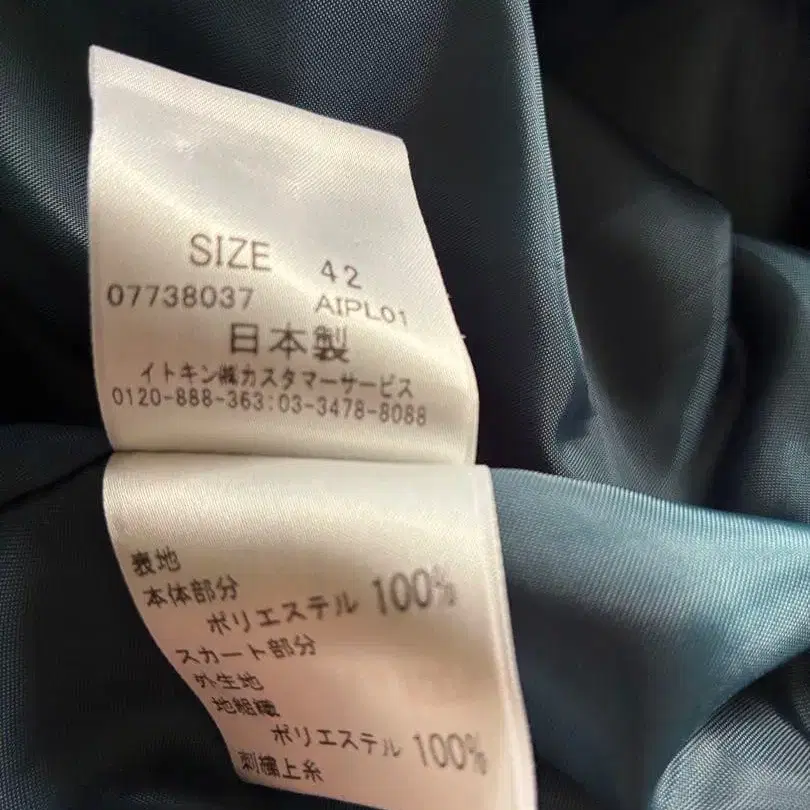 SIZE 42
07738037 AIPL01
日本製
イトキン㈱カスタマーサービス
0120-888-363:03-3478-8088
表地
本体部分
ポリエステル 100%
スカート部分
外生地
地組織
ポリエステル 100%
刺繍上糸